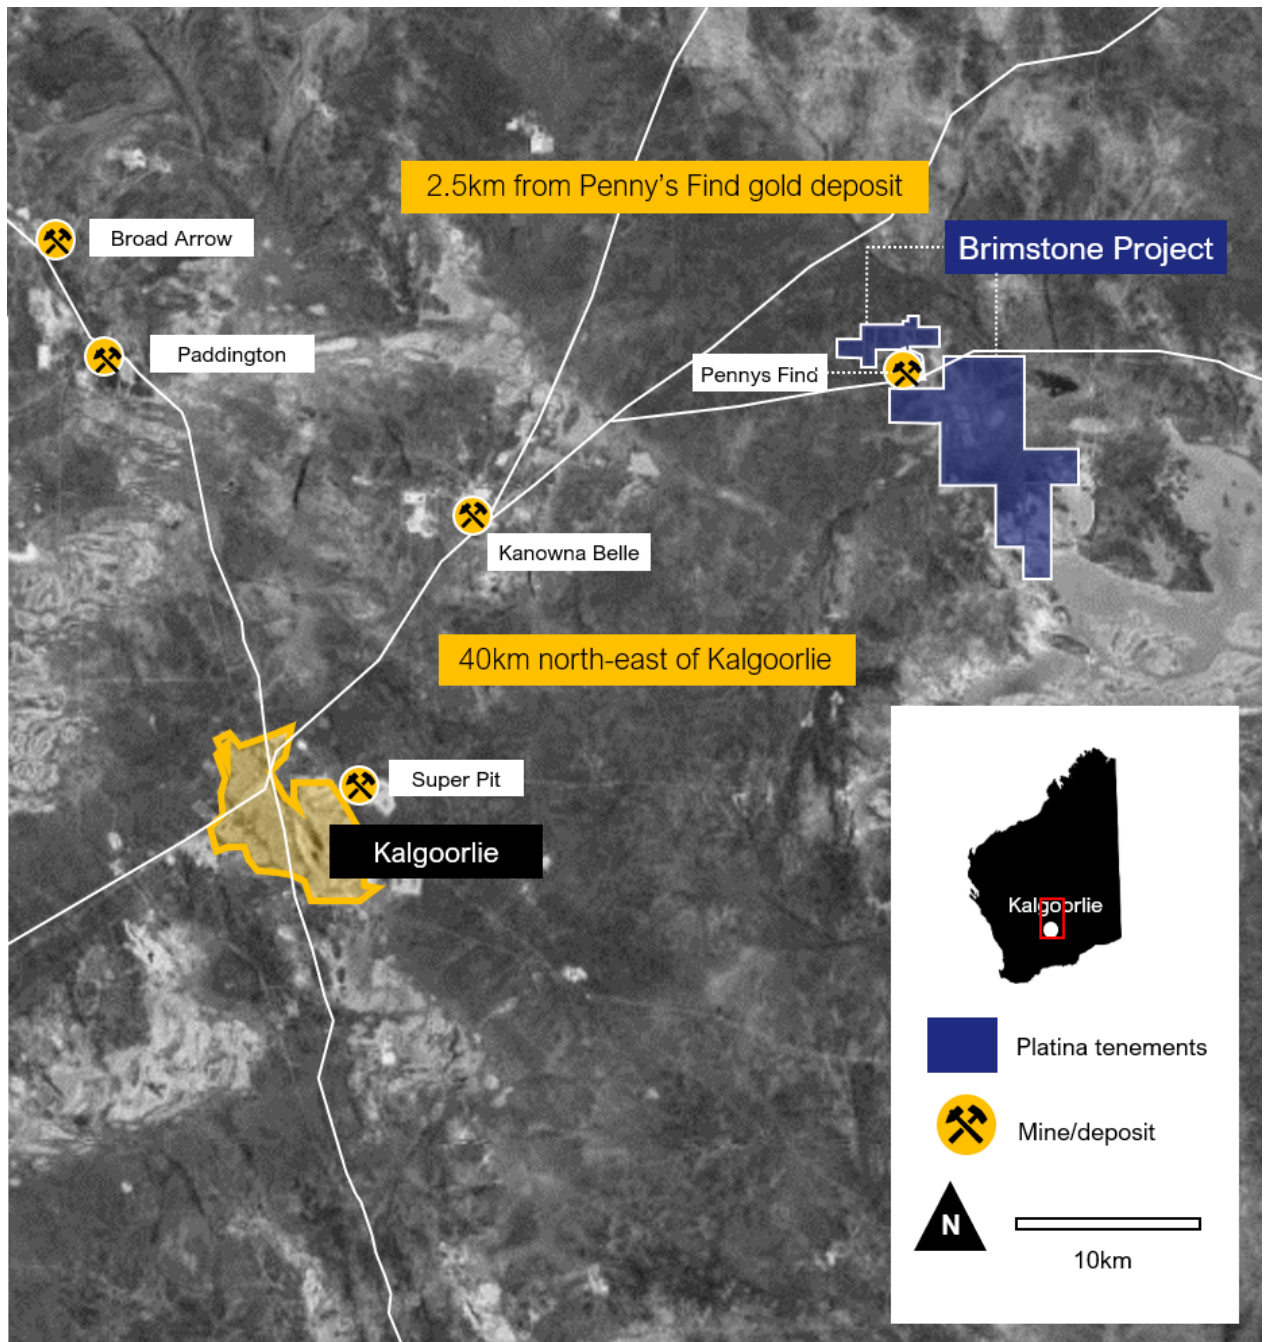 2.5km from Penny's Find gold deposit
Broad Arrow
Brimstone Project
Paddington
Pennys Find
Kanowna Belle
40km north-east of Kalgoorlie
Super Pit
Kalgoorlie
Kalgoorlie
Platina tenements
Mine/deposit
N
10km